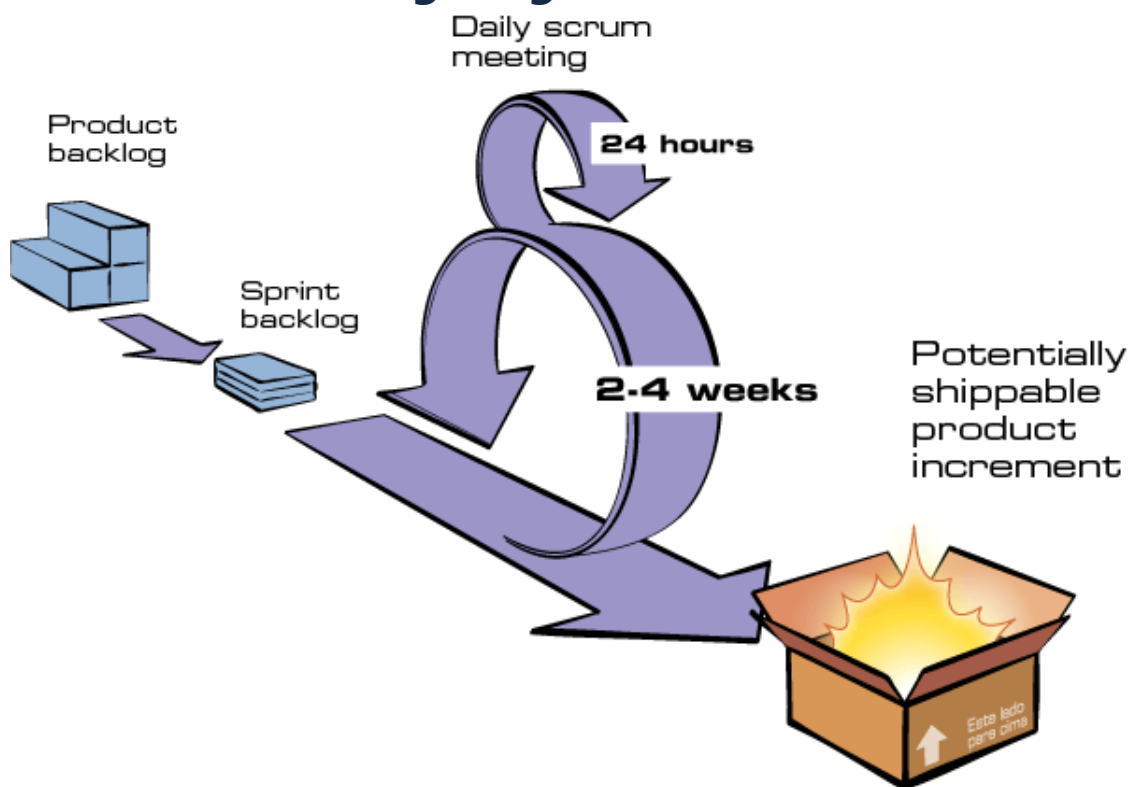 Daily scrum
meeting
24 hours
Product
backlog
Sprint
backlog
2-4 weeks
Potentially
shippable
product
increment
Este lado
para cima